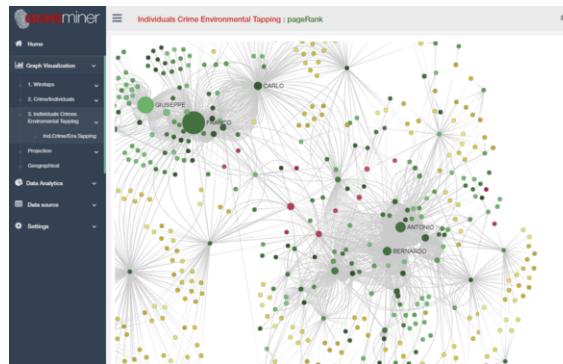 miner
Individuals Crime Environmental Tapping : pageRank
Home
Graph Visualization
1. Wiretaps
2. Crime/Individuals
3. Individuals Crimes
Environmental Tapping
Ind.Crime/Env.Tapping
Projection
Geographical
Data Analytics
Data source
Settings
CARLO
GIUSEPPE
ANTONIO
BERNARDO